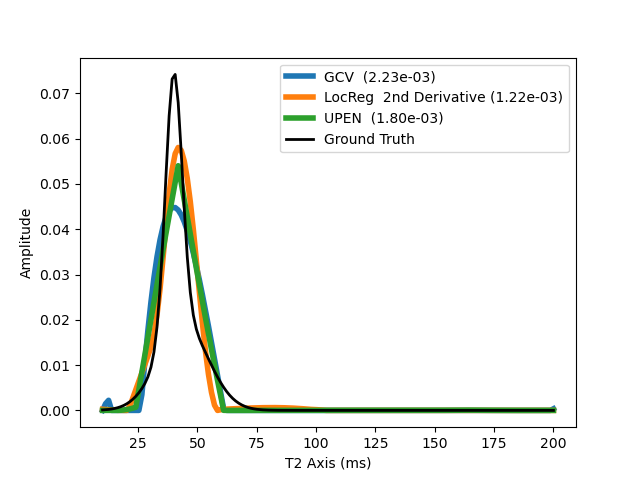 GCV (2.23e-03)
LocReg 2nd Derivative (1.22e-03)
UPEN (1.80e-03)
Ground Truth
0.07
0.06
0.05
0.04
0.03
0.02
0.01
0.00
Amplitude
25 50 75 100 125 150 175 200
T2 Axis (ms)